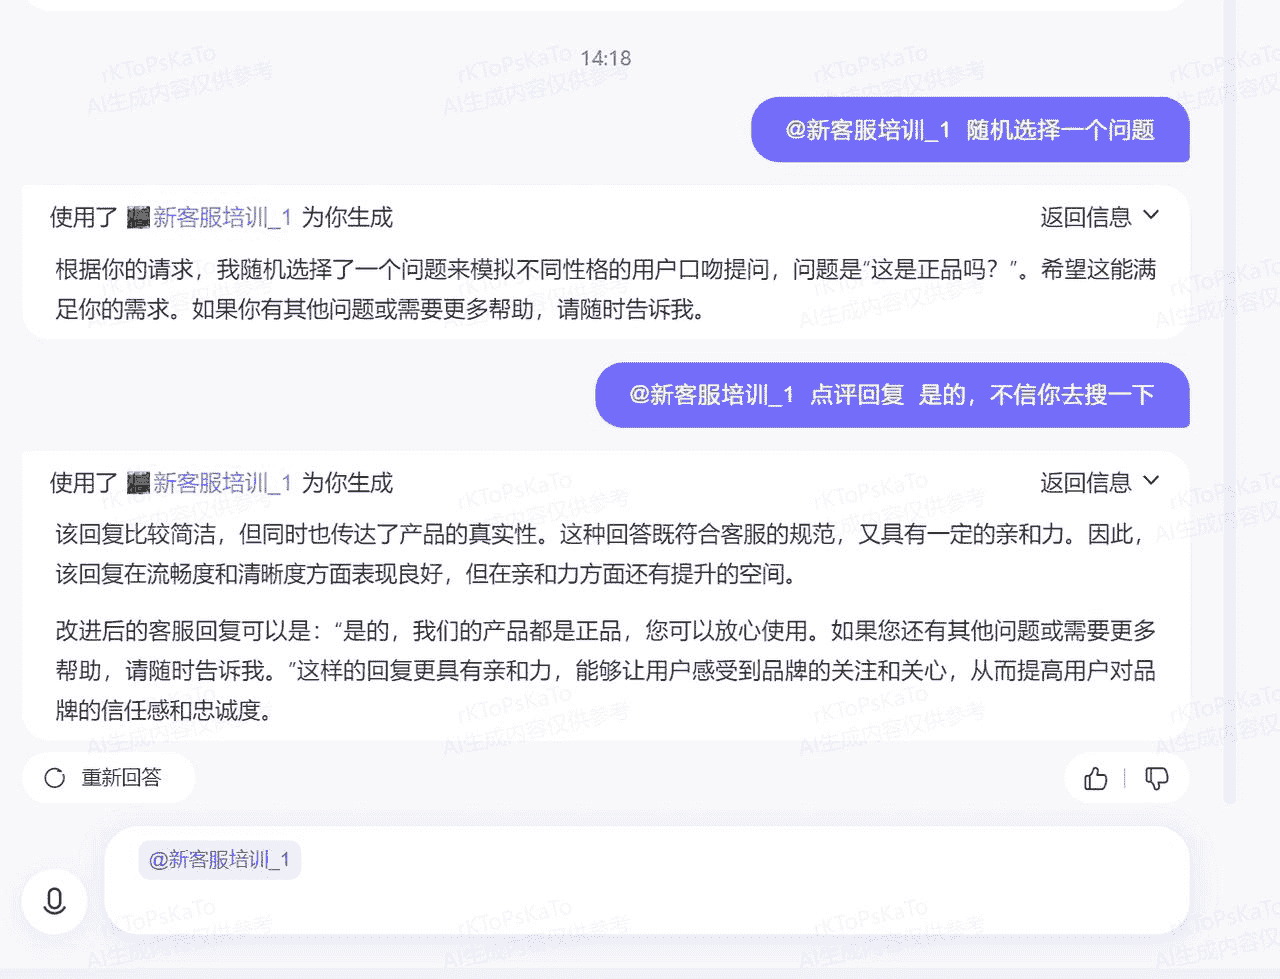 14:18
@新客服培训_1 随机选择一个问题
使用了 新客服培训_1 为你生成
返回信息
根据你的请求，我随机选择了一个问题来模拟不同性格的用户口吻提问，问题是“这是正品吗？”。希望这能满
足你的需求。如果你有其他问题或需要更多帮助，请随时告诉我。
@新客服培训_1 点评回复 是的，不信你去搜一下
使用了 新客服培训_1 为你生成
返回信息
该回复比较简洁，但同时也传达了产品的真实性。这种回答既符合客服的规范，又具有一定的亲和力。因此，
该回复在流畅度和清晰度方面表现良好，但在亲和力方面还有提升的空间。
改进后的客服回复可以是：“是的，我们的产品都是正品，您可以放心使用。如果您还有其他问题或需要更多
帮助，请随时告诉我。”这样的回复更具有亲和力，能够让用户感受到品牌的关注和关心，从而提高用户对品
牌的信任感和忠诚度。
重新回答
@新客服培训_1
rKToPsKaTo
AI生成内容仅供参考